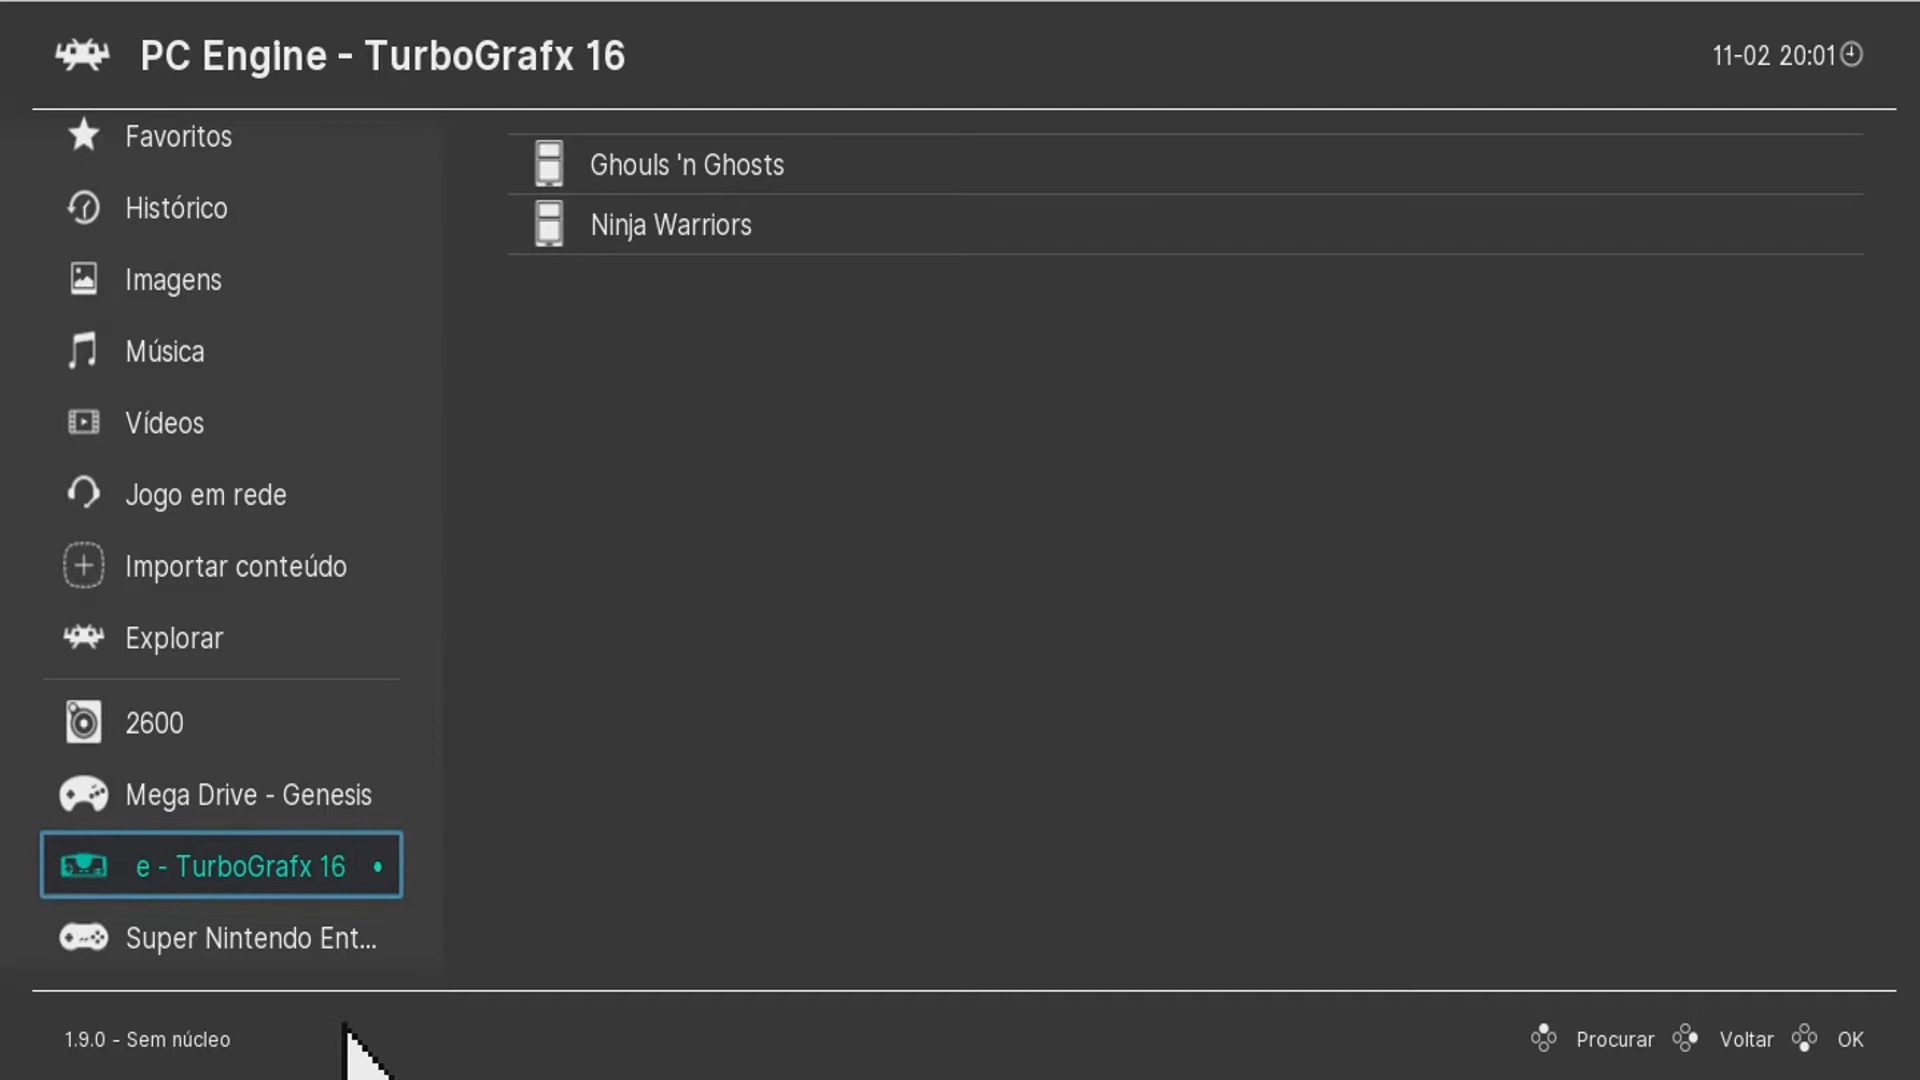 PC Engine - TurboGrafx 16
11-02 20:01
Favoritos
Histórico
Imagens
Música
Vídeos
Jogo em rede
Importar conteúdo
Explorar
2600
Mega Drive - Genesis
e - TurboGrafx 16 •
Super Nintendo Ent...
Ghouls 'n Ghosts
Ninja Warriors
1.9.0 - Sem núcleo
Procurar Voltar OK